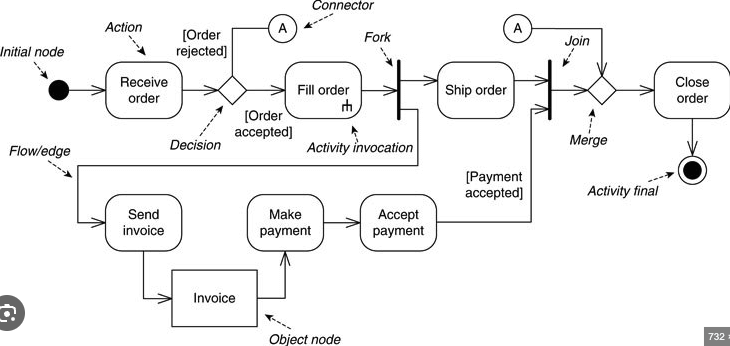 Connector
Action
[Order
rejected]
A
Fork
A
Join
Initial node
Receive
order
Fill order
Ship order
Close
order
[Order
accepted]
Decision
Activity invocation
Merge
Flow/edge
[Payment
accepted]
Activity final
Send
invoice
Make
payment
Accept
payment
Invoice
Object node
732